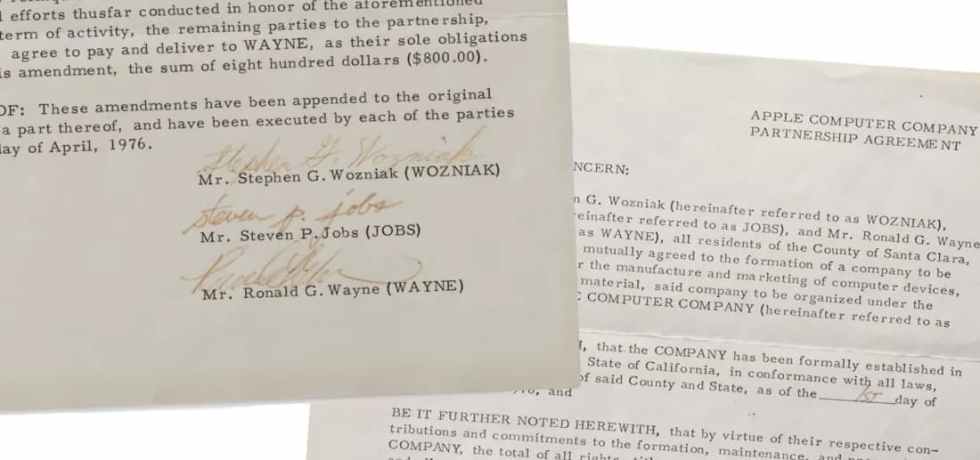 efforts thusfar conducted in honor of the aforementioned
term of activity, the remaining parties to the partnership,
agree to pay and deliver to WAYNE, as their sole obligations
is amendment, the sum of eight hundred dollars ($800.00).
OF: These amendments have been appended to the original
a part thereof, and have been executed by each of the parties
day of April, 1976.
Stephen G. Wozniak
Mr. Stephen G. Wozniak (WOZNIAK)
steven p. jobs
Mr. Steven P. Jobs (JOBS)
Mr. Ronald G. Wayne (WAYNE)
APPLE COMPUTER COMPANY
PARTNERSHIP AGREEMENT
NCERN:
n G. Wozniak (hereinafter referred to as WOZNIAK),
reinafter referred to as JOBS), and Mr. Ronald G. Wayne
as WAYNE), all residents of the County of Santa Clara,
mutually agreed to the formation of a company to be
r the manufacture and marketing of computer devices,
material, said company to be organized under the
COMPUTER COMPANY (hereinafter referred to as
, that the COMPANY has been formally established in
State of California, in conformance with all laws,
of said County and State, as of the 1st day of
and
BE IT FURTHER NOTED HEREWITH, that by virtue of their respective con-
tributions and commitments to the formation, maintenance, and
COMPANY, the total of all rights,